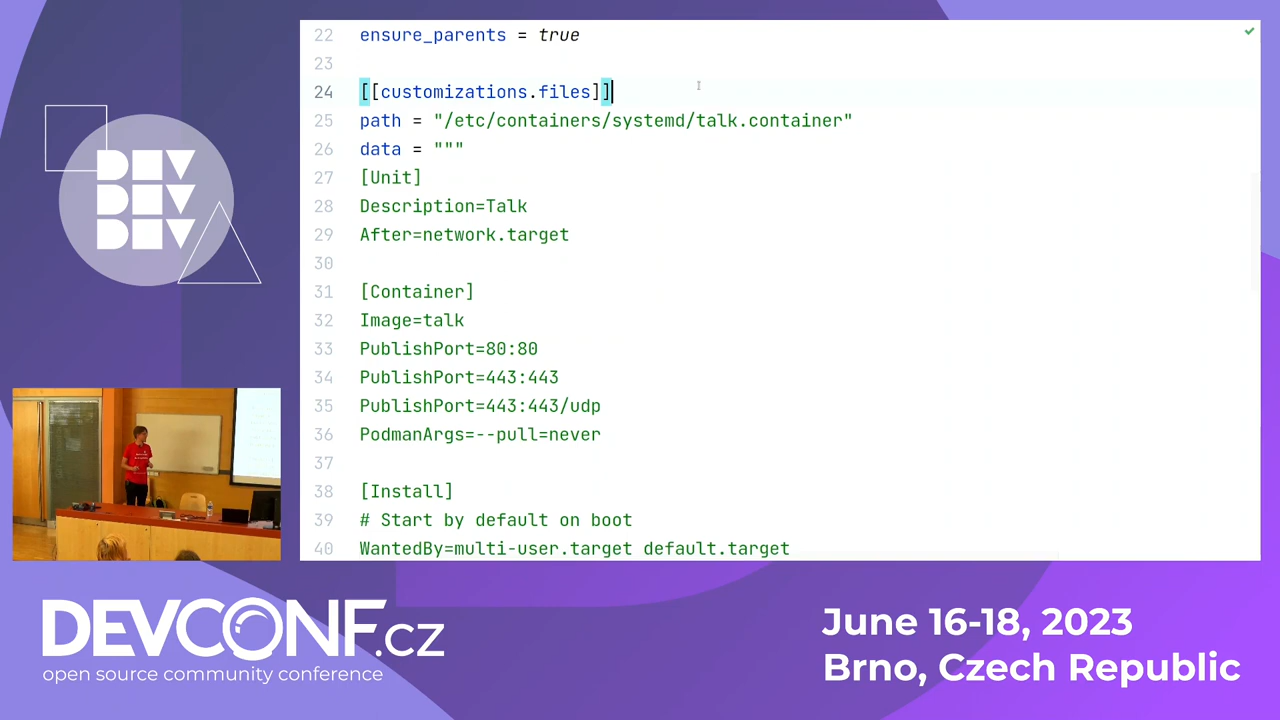 22 ensure_parents = true
23
24 [[customizations.files]]
25 path = "/etc/containers/systemd/talk.container"
26 data = """
27 [Unit]
28 Description=Talk
29 After=network.target
30
31 [Container]
32 Image=talk
33 PublishPort=80:80
34 PublishPort=443:443
35 PublishPort=443:443/udp
36 PodmanArgs=--pull=never
37
38 [Install]
39 # Start by default on boot
40 WantedBy=multi-user.target default.target
DEV
DEV
DEV
DEVCONF.cz
open source community conference
June 16-18, 2023
Brno, Czech Republic